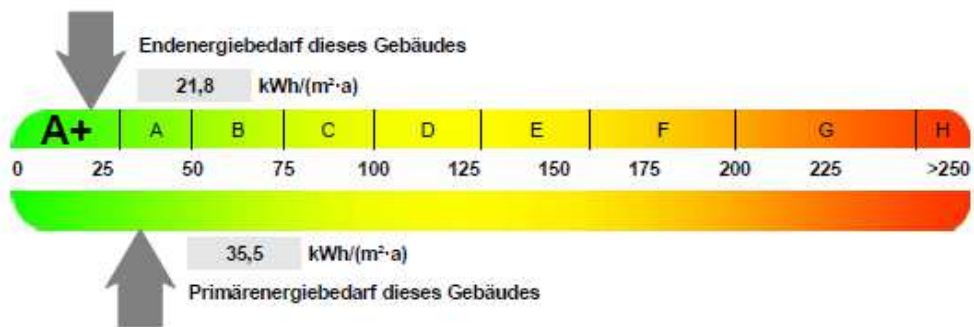 Endenergiebedarf dieses Gebäudes
21,8 kWh/(m²·a)
A+ A B C D E F G H
0 25 50 75 100 125 150 175 200 225 >250
35,5 kWh/(m²·a)
Primärenergiebedarf dieses Gebäudes